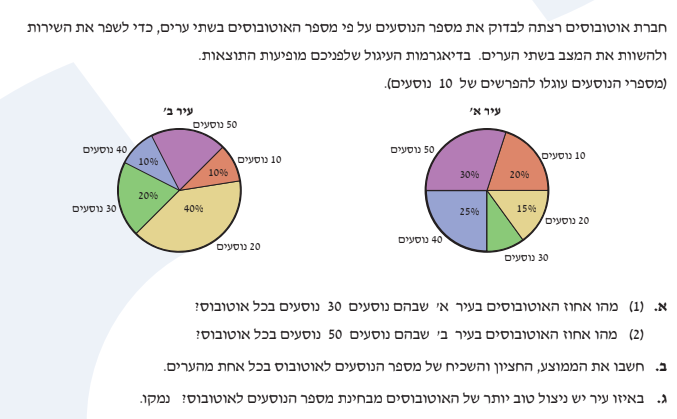 חברת אוטובוסים רצתה לבדוק את מספר הנוסעים על פי מספר האוטובוסים בשתי ערים, כדי לשפר את השירות
ולהשוות את המצב בשתי הערים. בדיאגרמות העיגול שלפניכם מופיעות התוצאות.
(מספרי הנוסעים עוגלו להפרשים של 10 נוסעים).
עיר א'
50 נוסעים
10 נוסעים
30%
20%
25%
15%
20 נוסעים
40 נוסעים
30 נוסעים
עיר ב'
50 נוסעים
40 נוסעים
10 נוסעים
10%
10%
20%
40%
30 נוסעים
20 נוסעים
א. (1) מהו אחוז האוטובוסים בעיר א' שבהם נוסעים 30 נוסעים בכל אוטובוס?
(2) מהו אחוז האוטובוסים בעיר ב' שבהם נוסעים 50 נוסעים בכל אוטובוס?
ב. חשבו את הממוצע, החציון והשכיח של מספר הנוסעים לאוטובוס בכל אחת מהערים.
ג. באיזו עיר יש ניצול טוב יותר של האוטובוסים מבחינת מספר הנוסעים לאוטובוס? נמקו.